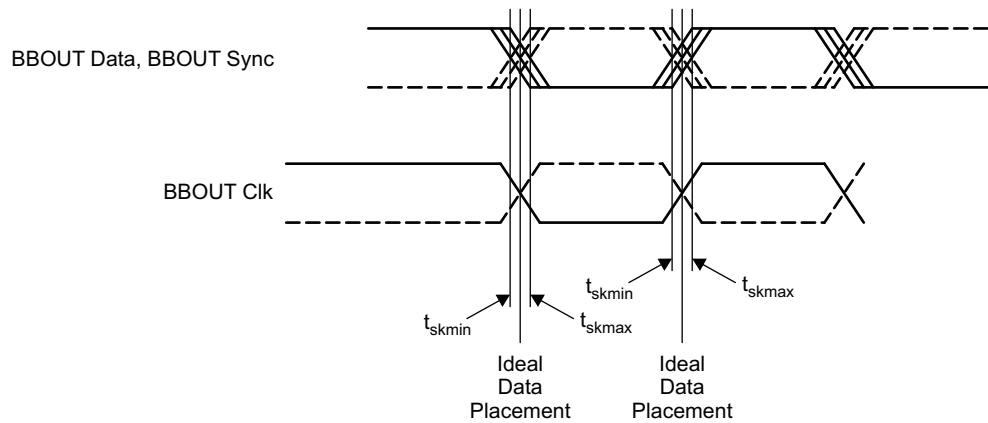 BBOUT Data, BBOUT Sync
BBOUT Clk
tskmin
tskmax
tskmin
tskmax
Ideal
Data
Placement
Ideal
Data
Placement